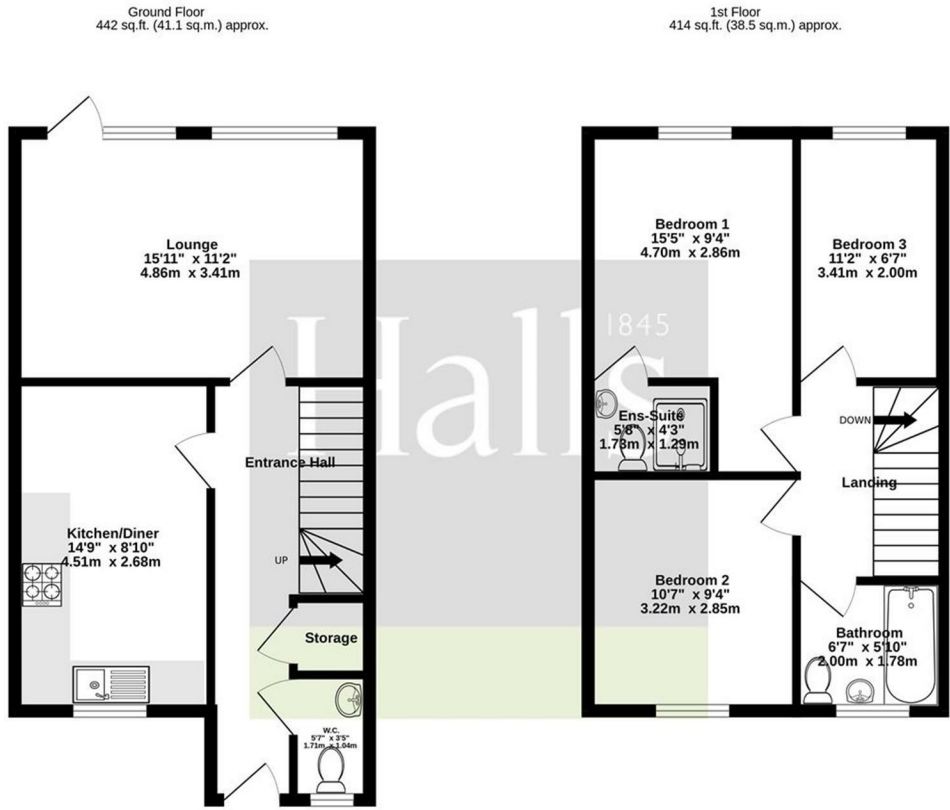 Ground Floor
442 sq.ft. (41.1 sq.m.) approx.
1st Floor
414 sq.ft. (38.5 sq.m.) approx.
Lounge
15'11" x 11'2"
4.86m x 3.41m
Kitchen/Diner
14'9" x 8'10"
4.51m x 2.68m
Entrance Hall
UP
Storage
W.C.
5'7" x 3'5"
1.71m x 1.04m
Halls
1845
Bedroom 1
15'5" x 9'4"
4.70m x 2.86m
Bedroom 3
11'2" x 6'7"
3.41m x 2.00m
Ens-Suite
5'8" x 4'3"
1.73m x 1.29m
DOWN
Landing
Bedroom 2
10'7" x 9'4"
3.22m x 2.85m
Bathroom
6'7" x 5'10"
2.00m x 1.78m